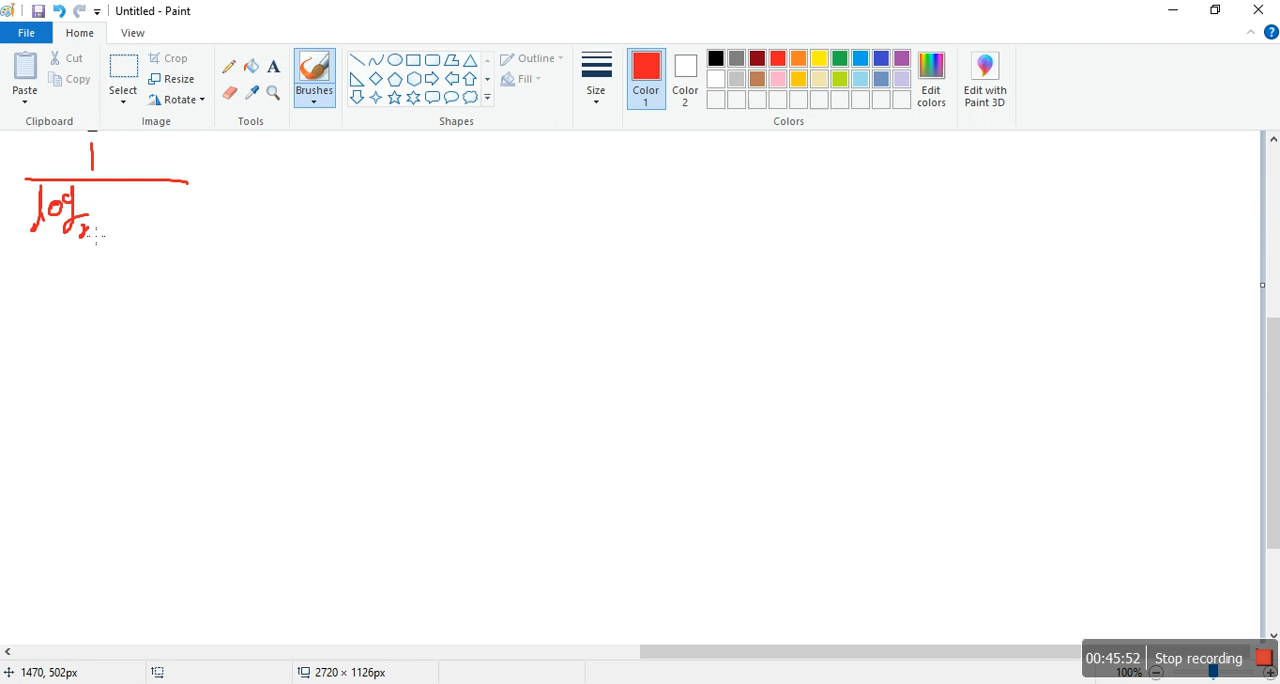 Untitled - Paint
File Home View
Cut
Copy
Paste
Clipboard
Crop
Resize
Rotate
Select
Image
Tools
Brushes
Outline
Fill
Shapes
Size
Color 1
Color 2
Edit colors
Colors
Edit with Paint 3D
1
log
1470, 502px
2720 × 1126px
00:45:52 Stop recording
100%